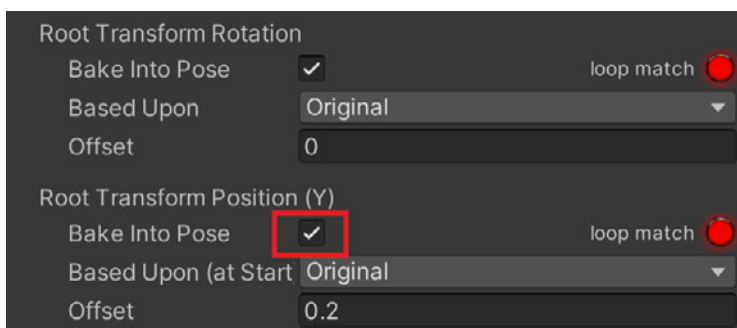 Root Transform Rotation
Bake Into Pose loop match
Based Upon Original
Offset 0
Root Transform Position (Y)
Bake Into Pose loop match
Based Upon (at Start Original
Offset 0.2